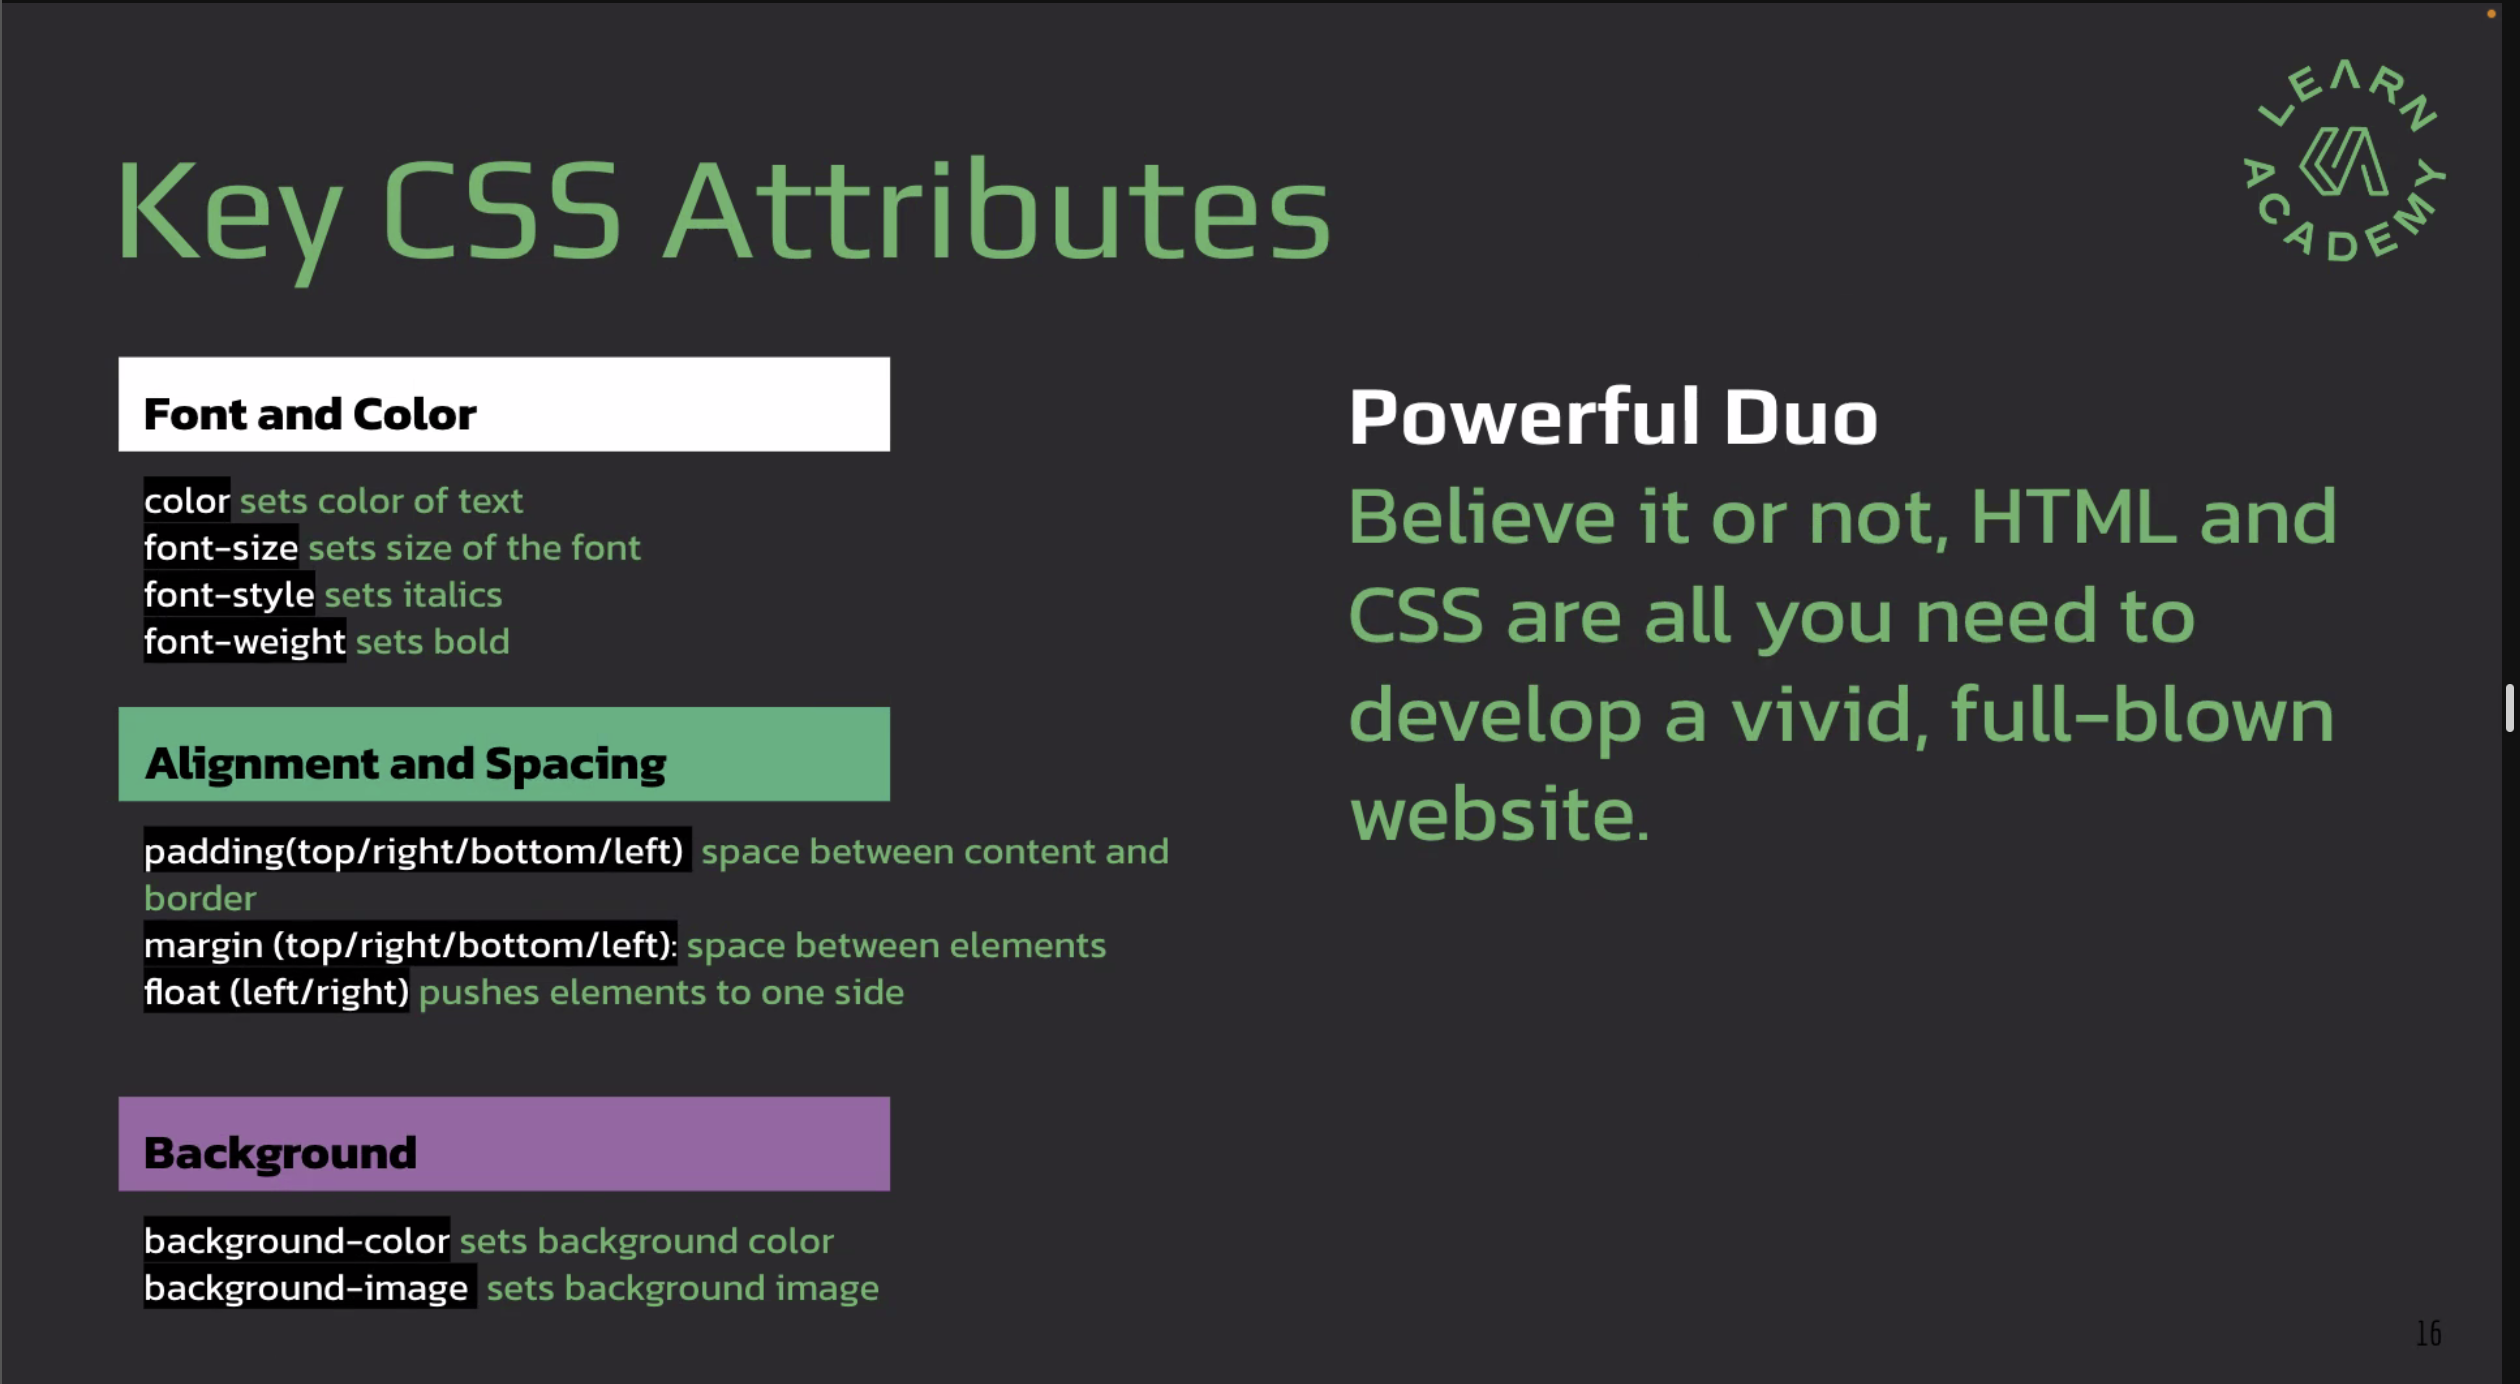 LEARN
ACADEMY
Key CSS Attributes
Font and Color
color sets color of text
font-size sets size of the font
font-style sets italics
font-weight sets bold
Alignment and Spacing
padding(top/right/bottom/left) space between content and
border
margin (top/right/bottom/left): space between elements
float (left/right) pushes elements to one side
Background
background-color sets background color
background-image sets background image
Powerful Duo
Believe it or not, HTML and
CSS are all you need to
develop a vivid, full-blown
website.
16